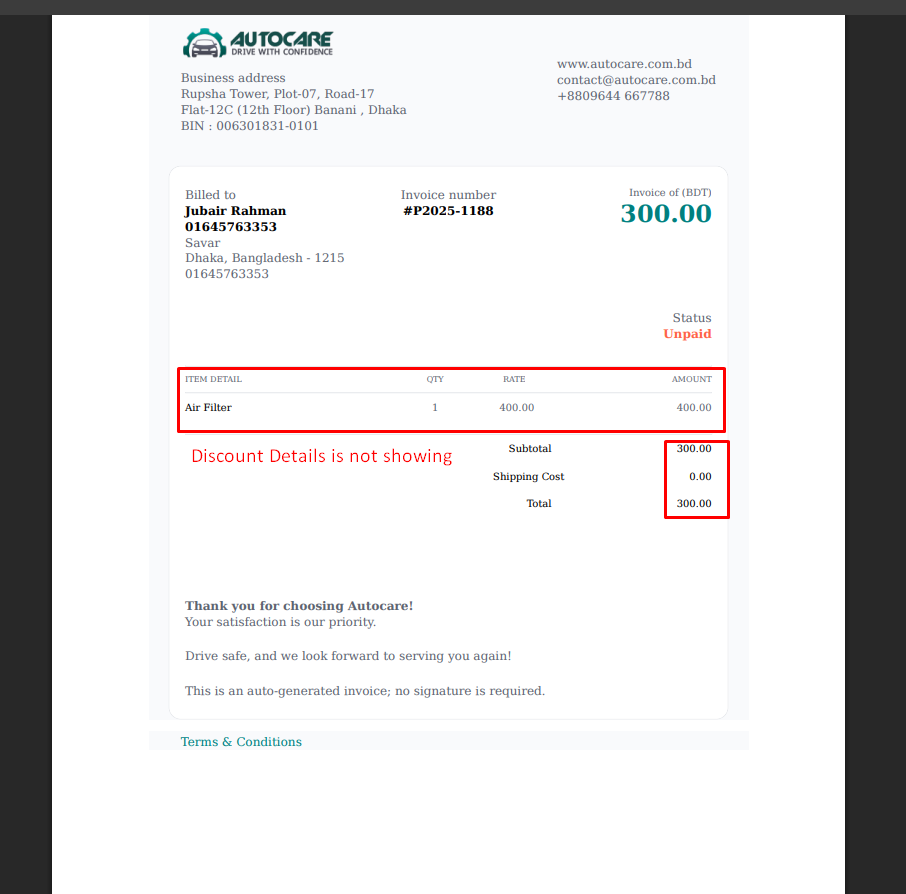 AUTOCARE
DRIVE WITH CONFIDENCE
Business address
Rupsha Tower, Plot-07, Road-17
Flat-12C (12th Floor) Banani , Dhaka
BIN : 006301831-0101
www.autocare.com.bd
contact@autocare.com.bd
+8809644 667788
Billed to
Jubair Rahman
01645763353
Savar
Dhaka, Bangladesh - 1215
01645763353
Invoice number
#P2025-1188
Invoice of (BDT)
300.00
Status
Unpaid
ITEM DETAIL QTY RATE AMOUNT
Air Filter 1 400.00 400.00
Discount Details is not showing
Subtotal 300.00
Shipping Cost 0.00
Total 300.00
Thank you for choosing Autocare!
Your satisfaction is our priority.
Drive safe, and we look forward to serving you again!
This is an auto-generated invoice; no signature is required.
Terms & Conditions